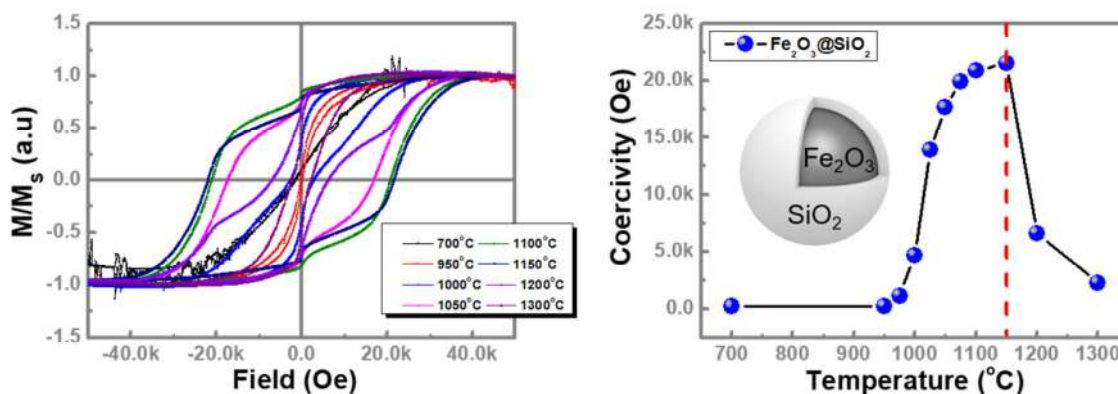 1.5
1.0
0.5
0.0
-0.5
-1.0
-1.5
M/M_s (a.u)
700°C 1100°C
950°C 1150°C
1000°C 1200°C
1050°C 1300°C
-40.0k -20.0k 0.0 20.0k 40.0k
Field (Oe)
25.0k
20.0k
15.0k
10.0k
5.0k
0.0
Coercivity (Oe)
Fe₂O₃@SiO₂
Fe₂O₃
SiO₂
700 800 900 1000 1100 1200 1300
Temperature (°C)